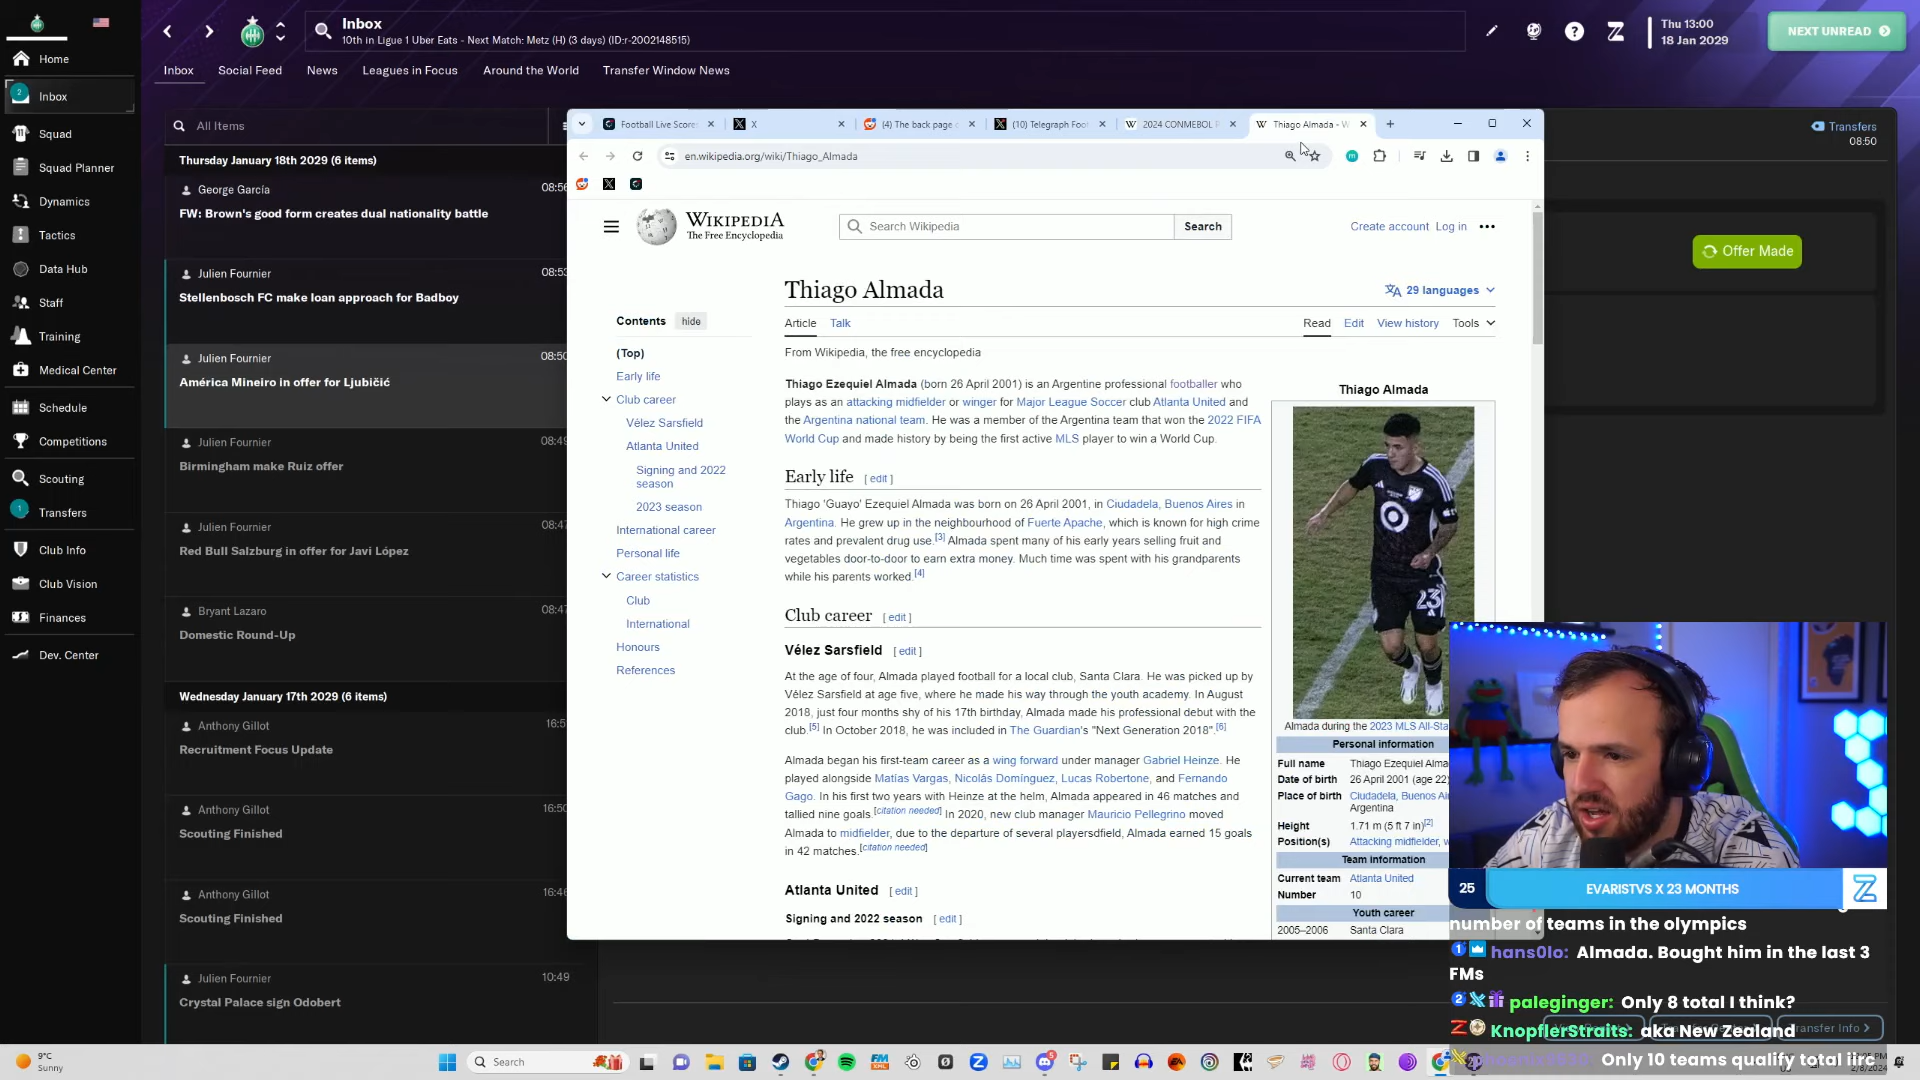 Inbox
10th in Ligue 1 Uber Eats - Next Match: Metz (H) (3 days) (ID:r-2002148515)
Thu 13:00
18 Jan 2029
NEXT UNREAD
Home
2
Inbox
Squad
Squad Planner
Dynamics
Tactics
Data Hub
Staff
Training
Medical Center
Schedule
Competitions
Scouting
1
Transfers
Club Info
Club Vision
Finances
Dev. Center
Inbox
Social Feed
News
Leagues in Focus
Around the World
Transfer Window News
All Items
Thursday January 18th 2029 (6 items)
George García
FW: Brown's good form creates dual nationality battle
Julien Fournier
Stellenbosch FC make loan approach for Badboy
Julien Fournier
América Mineiro in offer for Ljubičić
Julien Fournier
Birmingham make Ruiz offer
Julien Fournier
Red Bull Salzburg in offer for Javi López
Bryant Lazaro
08:47
Domestic Round-Up
Wednesday January 17th 2029 (6 items)
Anthony Gillot
Recruitment Focus Update
Anthony Gillot
Scouting Finished
Anthony Gillot
Scouting Finished
Julien Fournier
10:49
Crystal Palace sign Odobert
Transfers
08:50
Offer Made
Football Live Score
X
(4) The back page
(10) Telegraph Foo
2024 CONMEBOL
Thiago Almada - W
en.wikipedia.org/wiki/Thiago_Almada
WIKIPEDIA
The Free Encyclopedia
Search Wikipedia
Search
Create account
Log in
Thiago Almada
29 languages
Article
Talk
Read
Edit
View history
Tools
Contents
hide
(Top)
Early life
Club career
Vélez Sarsfield
Atlanta United
Signing and 2022
season
2023 season
International career
Personal life
Career statistics
Club
International
Honours
References
From Wikipedia, the free encyclopedia
Thiago Ezequiel Almada (born 26 April 2001) is an Argentine professional footballer who
plays as an attacking midfielder or winger for Major League Soccer club Atlanta United and
the Argentina national team. He was a member of the Argentina team that won the 2022 FIFA
World Cup and made history by being the first active MLS player to win a World Cup.
Early life [ edit ]
Thiago 'Guayo' Ezequiel Almada was born on 26 April 2001, in Ciudadela, Buenos Aires in
Argentina. He grew up in the neighbourhood of Fuerte Apache, which is known for high crime
rates and prevalent drug use.[3] Almada spent many of his early years selling fruit and
vegetables door-to-door to earn extra money. Much time was spent with his grandparents
while his parents worked.[4]
Club career [ edit ]
Vélez Sarsfield [ edit ]
At the age of four, Almada played football for a local club, Santa Clara. He was picked up by
Vélez Sarsfield at age five, where he made his way through the youth academy. In August
2018, just four months shy of his 17th birthday, Almada made his professional debut with the
club.[5] In October 2018, he was included in The Guardian's "Next Generation 2018".[6]
Almada began his first-team career as a wing forward under manager Gabriel Heinze. He
played alongside Matías Vargas, Nicolás Domínguez, Lucas Robertone, and Fernando
Gago. In his first two years with Heinze at the helm, Almada appeared in 46 matches and
tallied nine goals.[citation needed] In 2020, new club manager Mauricio Pellegrino moved
Almada to midfielder, due to the departure of several playersdfield, Almada earned 15 goals
in 42 matches.[citation needed]
Atlanta United [ edit ]
Signing and 2022 season [ edit ]
Thiago Almada
23
Almada during the 2023 MLS All-Sta
Personal information
Full name Thiago Ezequiel Alma
Date of birth 26 April 2001 (age 22)
Place of birth Ciudadela, Buenos Ai
Argentina
Height 1.71 m (5 ft 7 in)[2]
Position(s) Attacking midfielder, w
Team information
Current team Atlanta United
Number 10
Youth career
2005–2006 Santa Clara
25
EVARISTVS X 23 MONTHS
number of teams in the olympics
hans0lo: Almada. Bought him in the last 3
FMs
paleginger: Only 8 total I think?
KnopflerStraits: aka New Zealand
Only 10 teams qualify total iirc
9°C
Sunny
Search